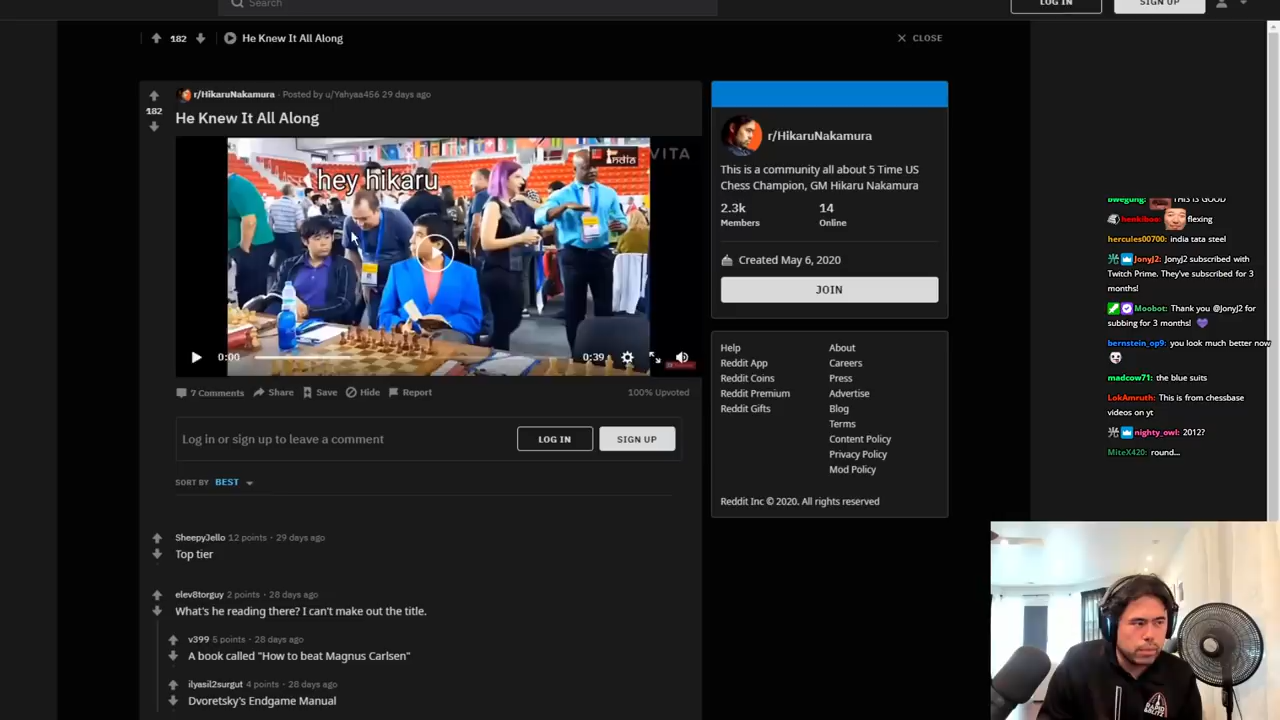 Search
LOG IN
SIGN UP
182
He Knew It All Along
CLOSE
182
r/HikaruNakamura · Posted by u/Yahyaa456 29 days ago
He Knew It All Along
hey hikaru
India
VITA
0:00
0:39
7 Comments
Share
Save
Hide
Report
100% Upvoted
Log in or sign up to leave a comment
LOG IN
SIGN UP
SORT BY BEST
SheepyJello 12 points · 29 days ago
Top tier
elev8torguy 2 points · 28 days ago
What's he reading there? I can't make out the title.
v399 5 points · 28 days ago
A book called "How to beat Magnus Carlsen"
ilyasil2surgut 4 points · 28 days ago
Dvoretsky's Endgame Manual
r/HikaruNakamura
This is a community all about 5 Time US
Chess Champion, GM Hikaru Nakamura
2.3k 14
Members Online
Created May 6, 2020
JOIN
Help About
Reddit App Careers
Reddit Coins Press
Reddit Premium Advertise
Reddit Gifts Blog
Terms
Content Policy
Privacy Policy
Mod Policy
Reddit Inc © 2020. All rights reserved
bwegung: THIS IS GOOD
henkiboo: flexing
hercules00700: india tata steel
JonyJ2: JonyJ2 subscribed with
Twitch Prime. They've subscribed for 3
months!
Moobot: Thank you @JonyJ2 for
subbing for 3 months!
bernstein_op9: you look much better now
madcow71: the blue suits
LokAmruth: This is from chessbase
videos on yt
nighty_owl: 2012?
MiteX420: round...